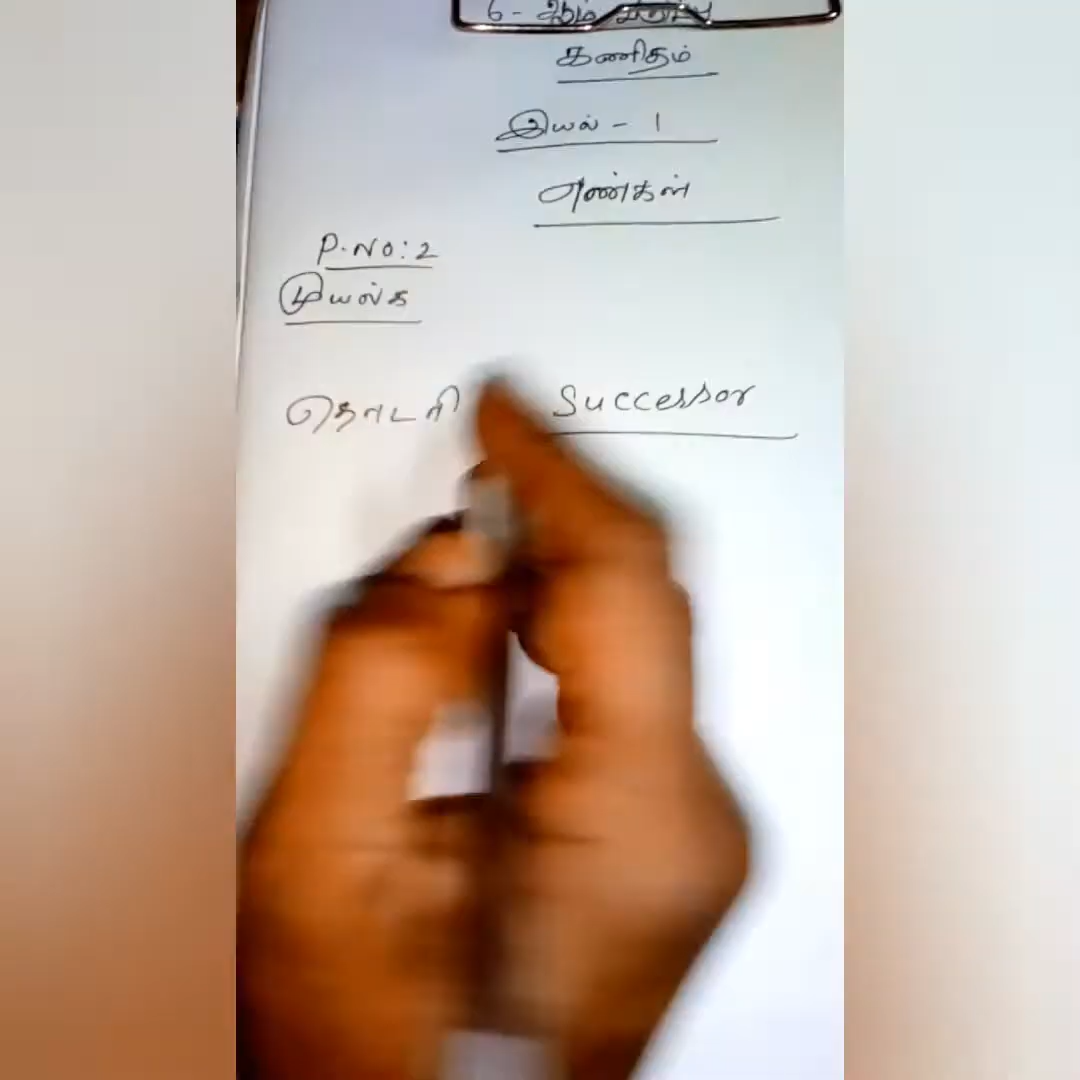 6 - ஆம் வகுப்பு
கணிதம்
இயல் - 1
எண்கள்
P.NO:2
முயல்க
தொடரி Successor